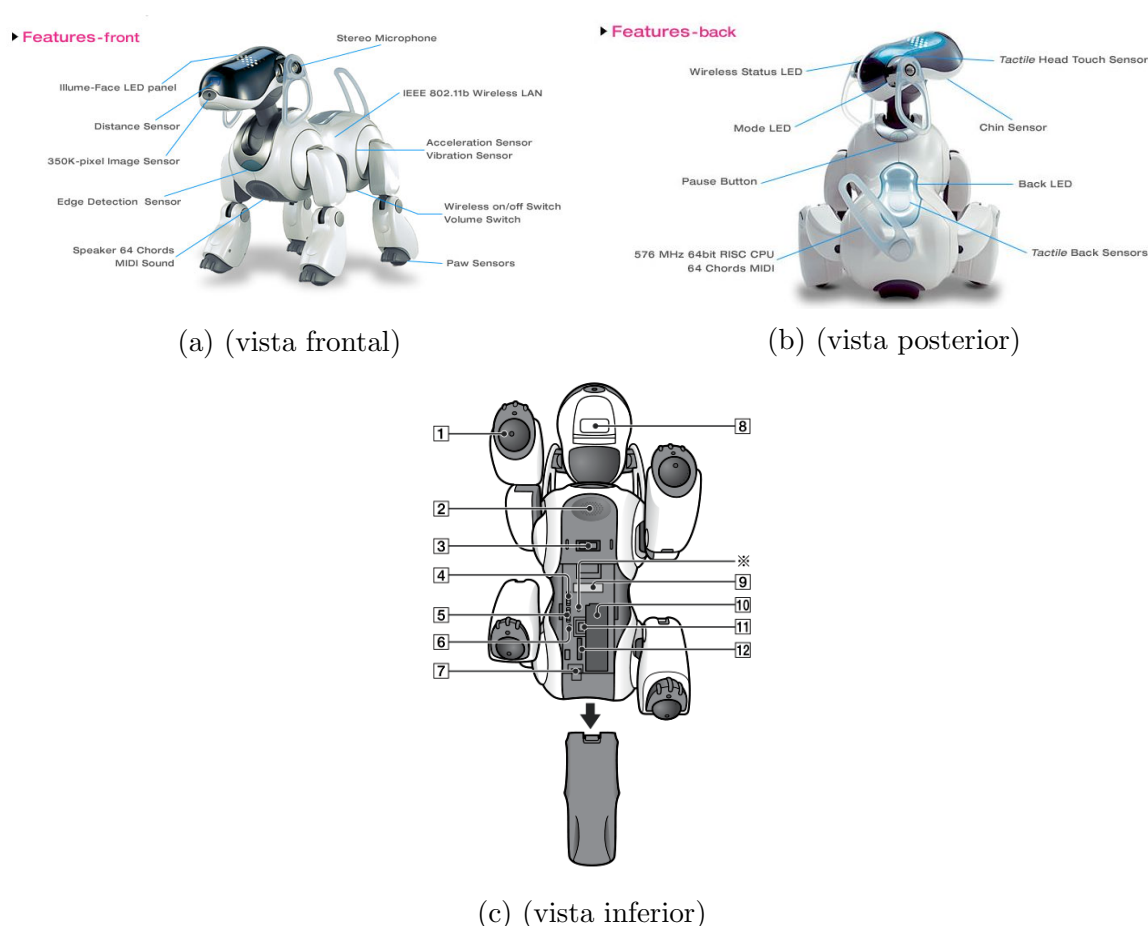 Features-front
Stereo Microphone
Illume-Face LED panel
IEEE 802.11b Wireless LAN
Distance Sensor
Acceleration Sensor
Vibration Sensor
350K-pixel Image Sensor
Edge Detection Sensor
Wireless on/off Switch
Volume Switch
Speaker 64 Chords
MIDI Sound
Paw Sensors
(a) (vista frontal)
Features-back
Wireless Status LED
Tactile Head Touch Sensor
Mode LED
Chin Sensor
Pause Button
Back LED
576 MHz 64bit RISC CPU
64 Chords MIDI
Tactile Back Sensors
(b) (vista posterior)
1
2
3
4
5
6
7
8
※
9
10
11
12
(c) (vista inferior)